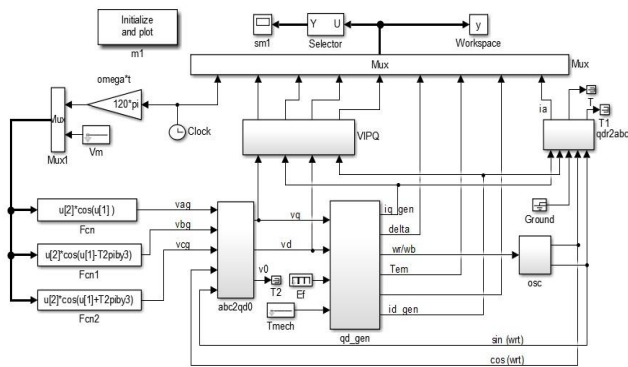 Initialize
and plot
m1
sm1
Y U
Selector
y
Workspace
Mux
Mux
omega*t
120*pi
Clock
Mux
Mux1
Vm
VIPQ
ia
T
T1
qdr2abc
Ground
u[2]*cos(u[1] )
Fcn
u[2]*cos(u[1]-T2piby3)
Fcn1
u[2]*cos(u[1]+T2piby3)
Fcn2
vag
vbg
vcg
abc2qd0
vq
vd
v0
T2
Ef
Tmech
qd_gen
iq_gen
delta
wr/wb
Tem
id_gen
osc
sin (wrt)
cos (wrt)